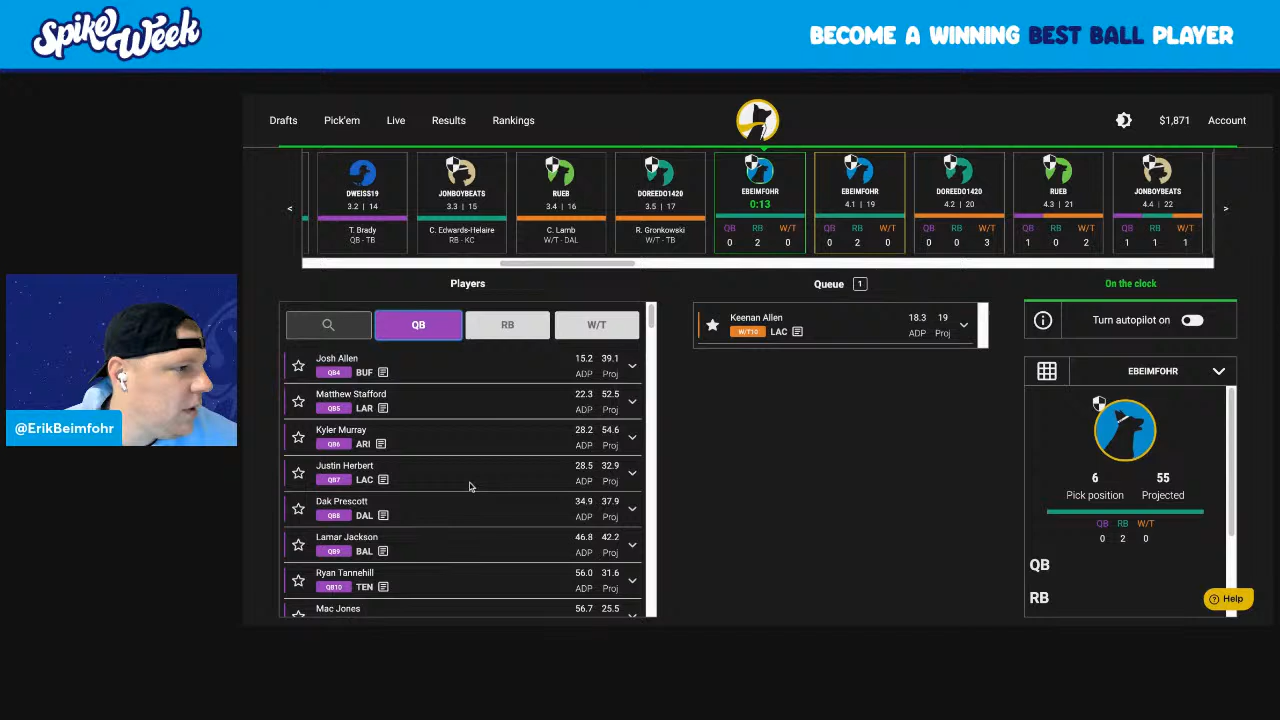 Spike Week
BECOME A WINNING BEST BALL PLAYER
Drafts Pick'em Live Results Rankings $1,871 Account
< DWEISS19 JONBOYBEATS RUEB DOREEDO1420 EBEIMFOHR EBEIMFOHR DOREEDO1420 RUEB JONBOYBEATS >
3.2 | 14 3.3 | 15 3.4 | 16 3.5 | 17 0:13 4.1 | 19 4.2 | 20 4.3 | 21 4.4 | 22
T. Brady C. Edwards-Helaire C. Lamb R. Gronkowski QB RB W/T QB RB W/T QB RB W/T QB RB W/T QB RB W/T
QB - TB RB - KC W/T - DAL W/T - TB 0 2 0 0 2 0 0 0 3 1 0 2 1 1 1
Players
QB RB W/T
Josh Allen 15.2 39.1
QB4 BUF ADP Proj
Matthew Stafford 22.3 52.5
QB5 LAR ADP Proj
Kyler Murray 28.2 54.6
QB6 ARI ADP Proj
Justin Herbert 28.5 32.9
QB7 LAC ADP Proj
Dak Prescott 34.9 37.9
QB8 DAL ADP Proj
Lamar Jackson 46.8 42.2
QB9 BAL ADP Proj
Ryan Tannehill 56.0 31.6
QB10 TEN ADP Proj
Mac Jones 56.7 25.5
Queue 1
Keenan Allen 18.3 19
W/T10 LAC ADP Proj
On the clock
Turn autopilot on
EBEIMFOHR
6 55
Pick position Projected
QB RB W/T
0 2 0
QB
RB
Help
@ErikBeimfohr